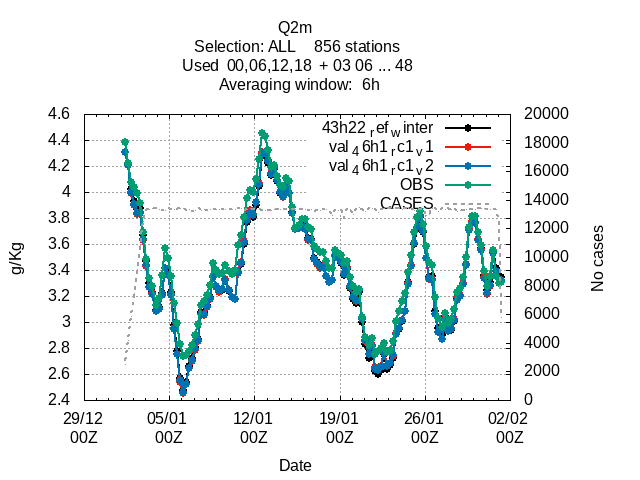 Q2m
Selection: ALL 856 stations
Used 00,06,12,18 + 03 06 ... 48
Averaging window: 6h
4.6
4.4
4.2
4
3.8
3.6
3.4
3.2
3
2.8
2.6
2.4
g/Kg
20000
18000
16000
14000
12000
10000
8000
6000
4000
2000
0
No cases
43h22_ref_winter
val_46h1_rc1_v1
val_46h1_rc1_v2
OBS
CASES
29/12 05/01 12/01 19/01 26/01 02/02
00Z 00Z 00Z 00Z 00Z 00Z
Date